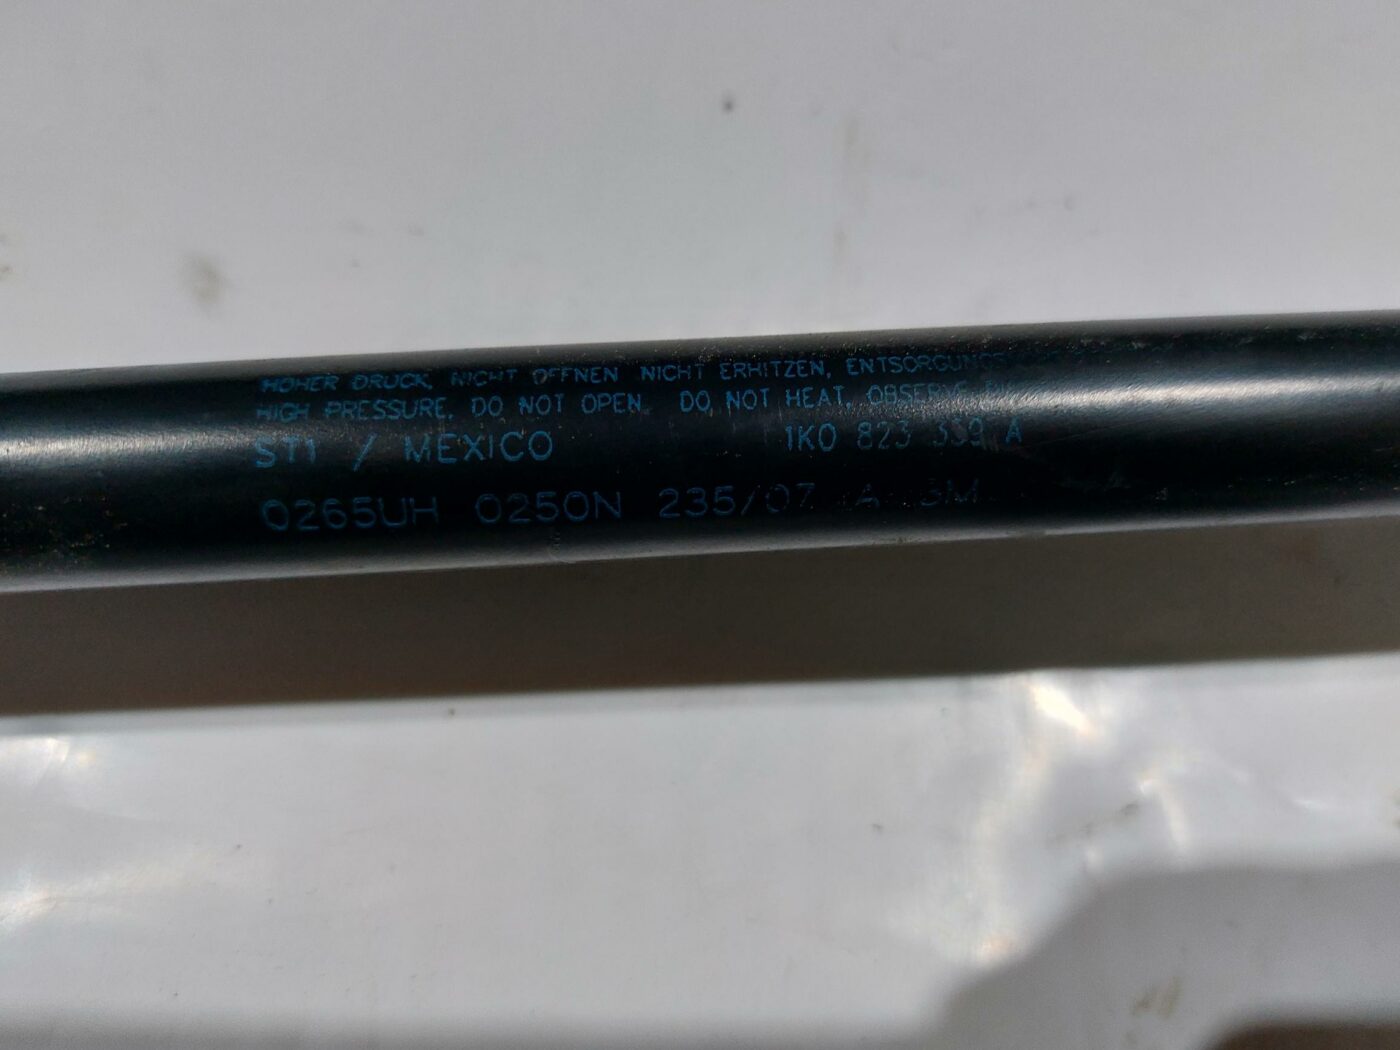 HOHER DRUCK, NICHT OFFNEN NICHT ERHITZEN,
HIGH PRESSURE. DO NOT OPEN. DO NOT HEAT, OBSERVE
STI / MEXICO 1K0 823 359 A
0265UH 0250N 235/07